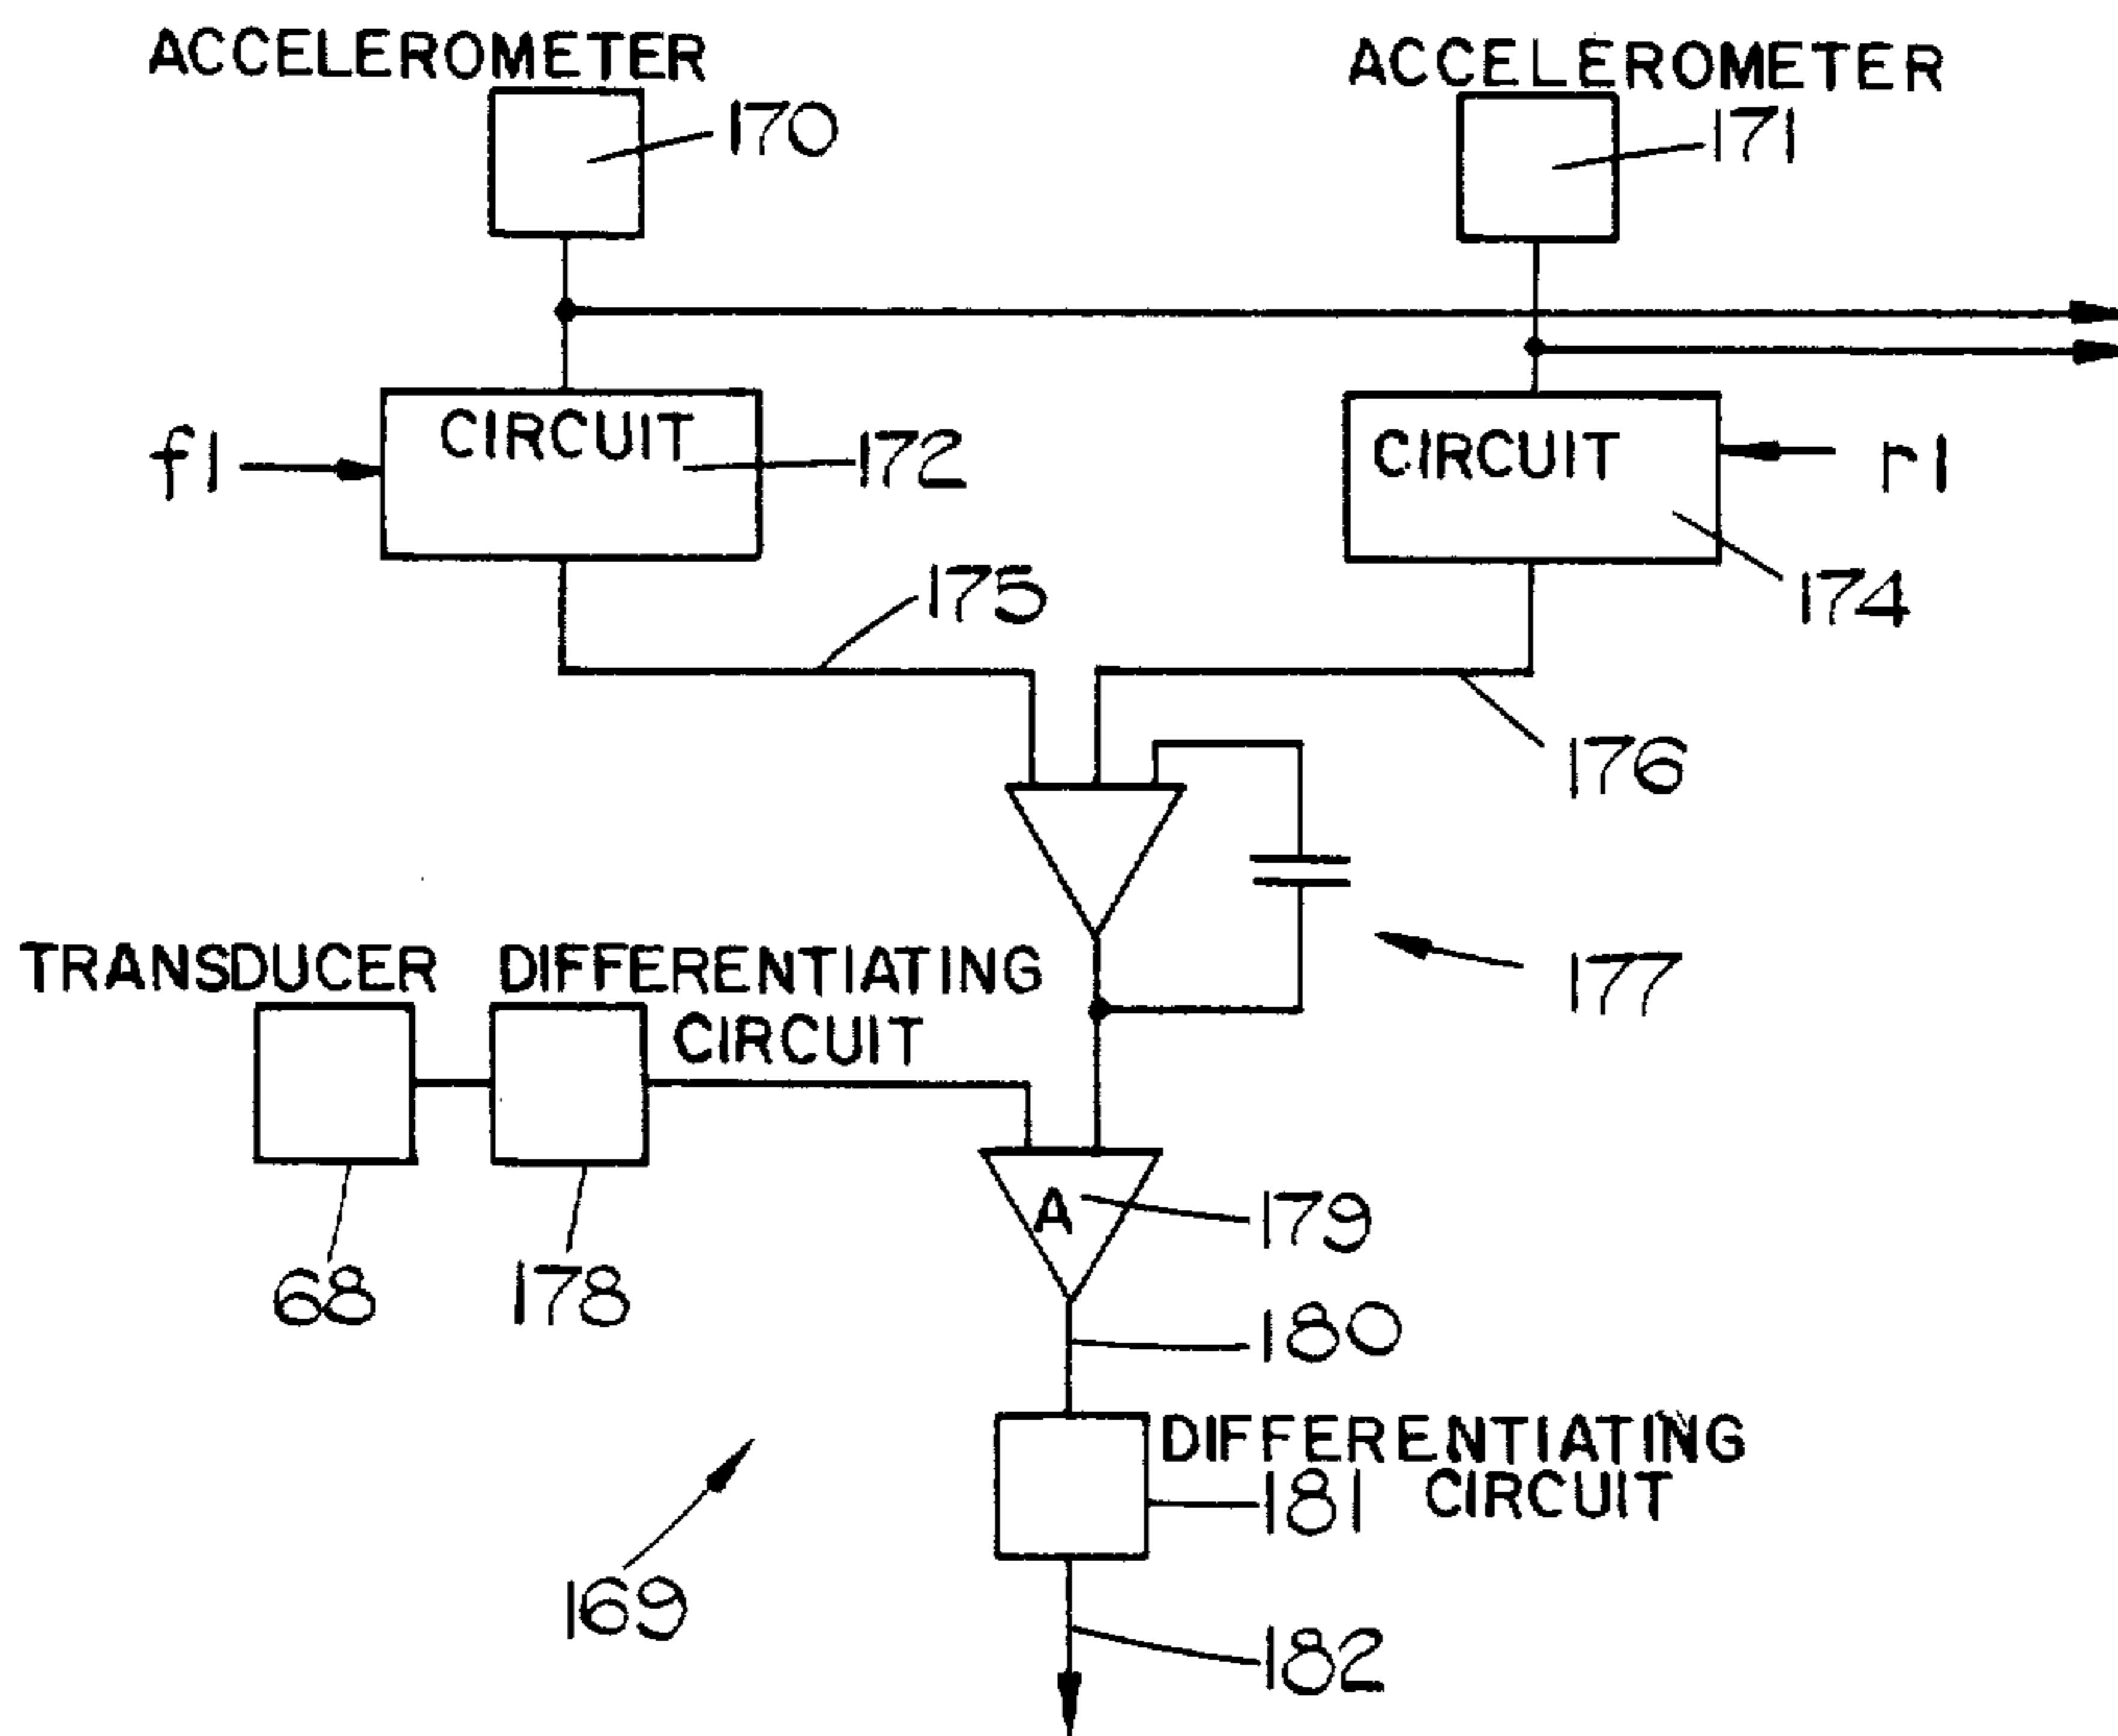 ACCELEROMETER
ACCELEROMETER
170
171
f1
CIRCUIT
172
CIRCUIT
r1
174
175
176
177
TRANSDUCER
DIFFERENTIATING
CIRCUIT
68
178
A
179
180
DIFFERENTIATING
CIRCUIT
181
169
182